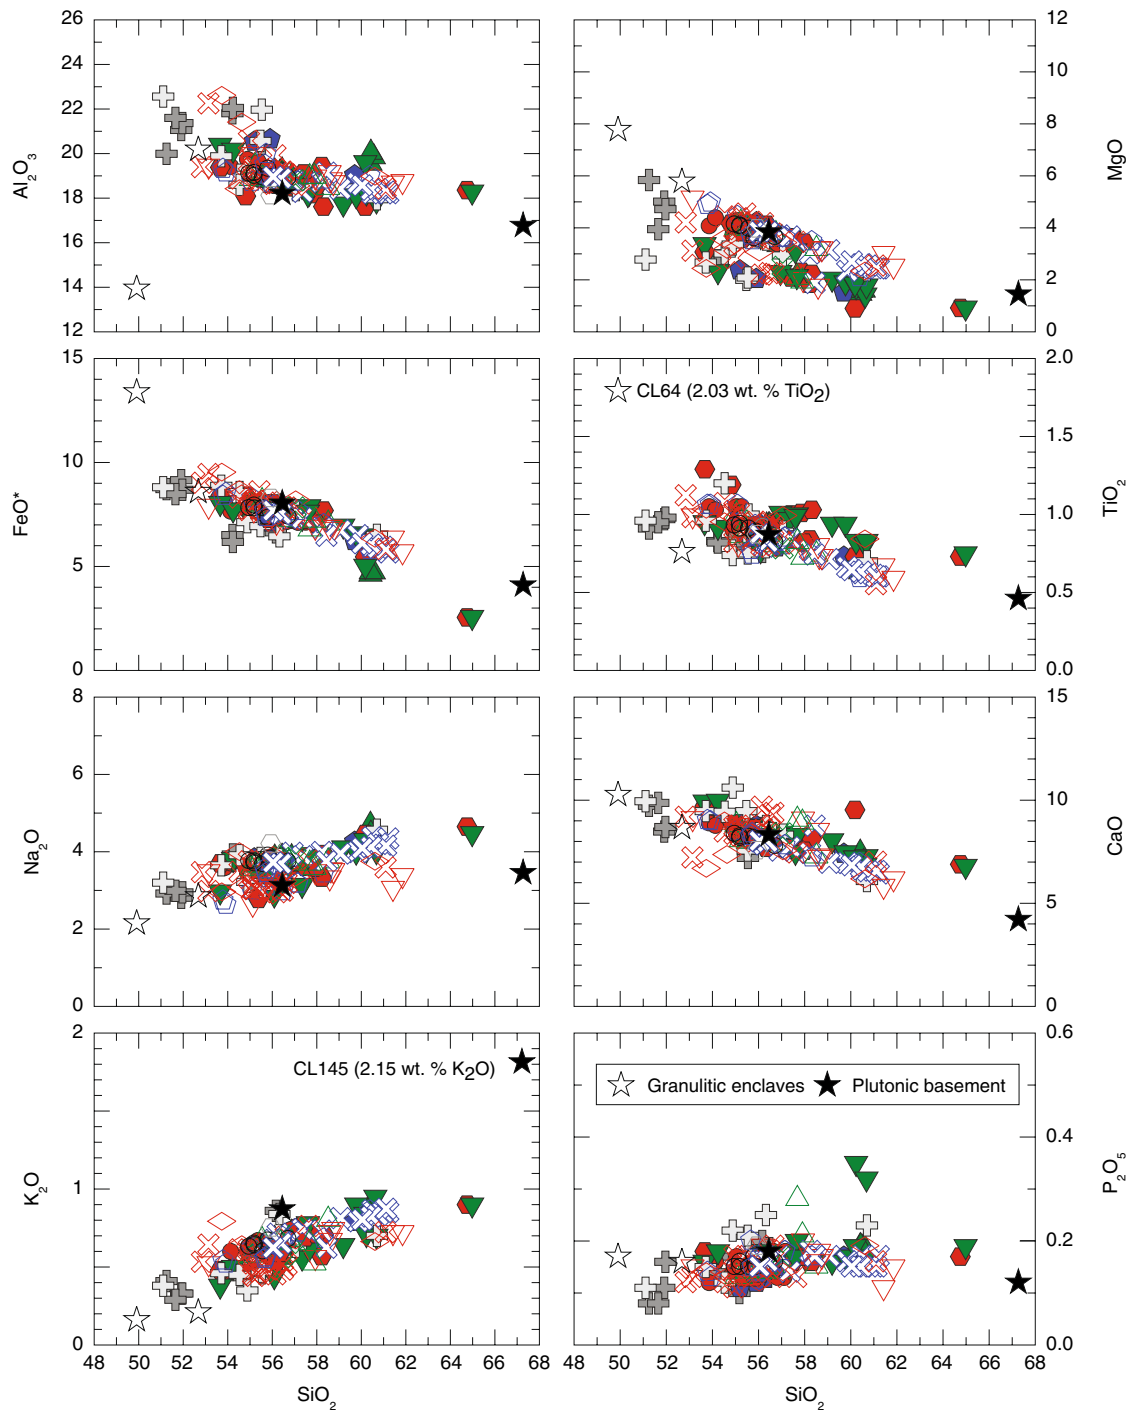 26
24
22
20
18
16
14
12
Al2O3
12
10
8
6
4
2
0
MgO
15
10
5
0
FeO*
2.0
1.5
1.0
0.5
0.0
TiO2
CL64 (2.03 wt. % TiO2)
8
6
4
2
0
Na2O
15
10
5
0
CaO
2
1
0
K2O
CL145 (2.15 wt. % K2O)
0.6
0.4
0.2
0.0
P2O5
Granulitic enclaves Plutonic basement
48 50 52 54 56 58 60 62 64 66 68
48 50 52 54 56 58 60 62 64 66 68
SiO2
SiO2